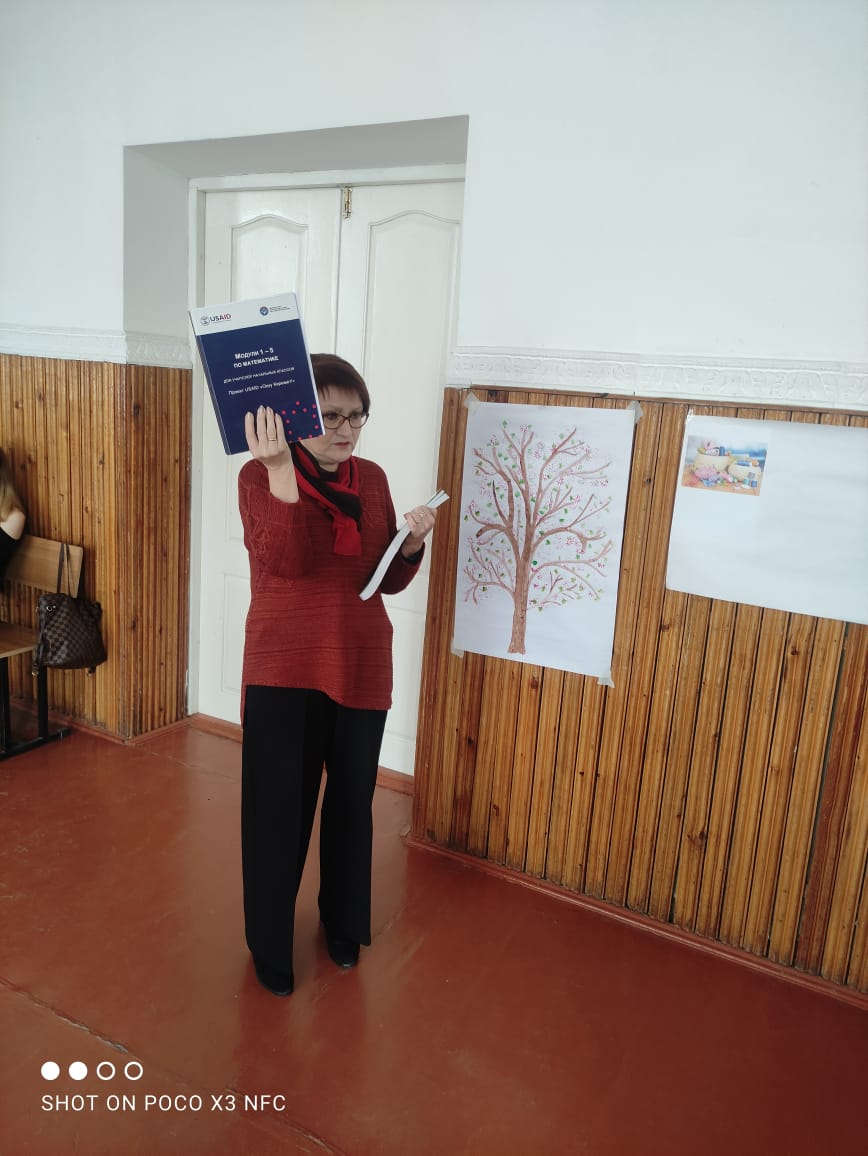 USAID
МОДУЛИ 1 – 5
ПО МАТЕМАТИКЕ
ДЛЯ УЧИТЕЛЕЙ НАЧАЛЬНЫХ КЛАССОВ
Проект USAID «Окуу Керемет!»
SHOT ON POCO X3 NFC